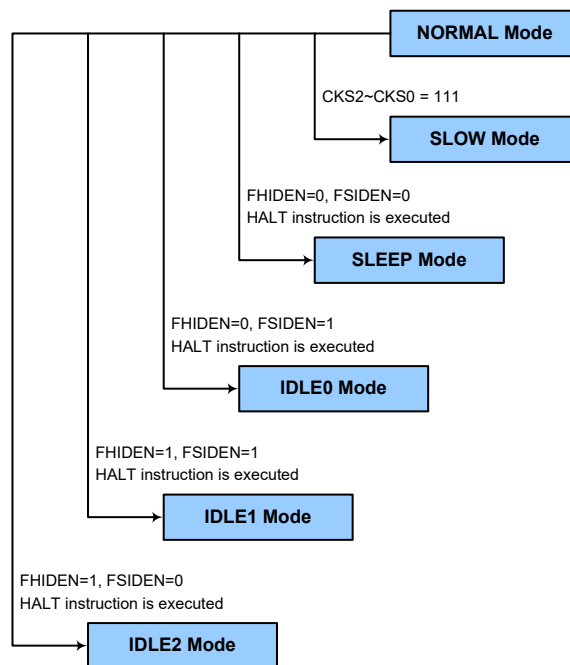 NORMAL Mode
CKS2~CKS0 = 111
SLOW Mode
FHIDEN=0, FSIDEN=0
HALT instruction is executed
SLEEP Mode
FHIDEN=0, FSIDEN=1
HALT instruction is executed
IDLE0 Mode
FHIDEN=1, FSIDEN=1
HALT instruction is executed
IDLE1 Mode
FHIDEN=1, FSIDEN=0
HALT instruction is executed
IDLE2 Mode